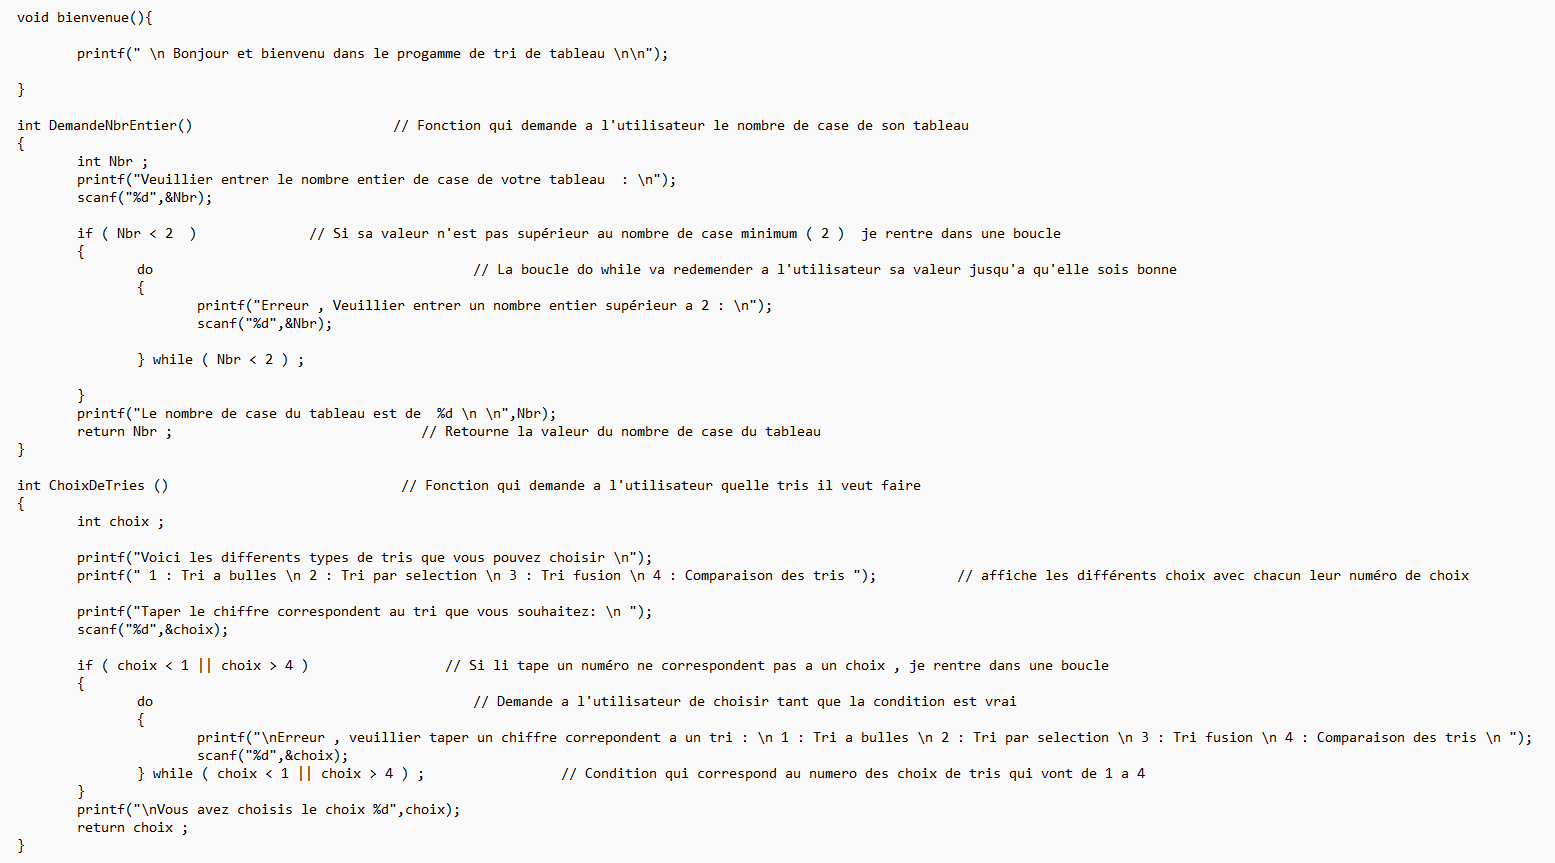 void bienvenue(){
printf(" \n Bonjour et bienvenu dans le progamme de tri de tableau \n\n");
}
int DemandeNbrEntier() // Fonction qui demande a l'utilisateur le nombre de case de son tableau
{
int Nbr ;
printf("Veuillier entrer le nombre entier de case de votre tableau  : \n");
scanf("%d",&Nbr);
if ( Nbr < 2  ) // Si sa valeur n'est pas supérieur au nombre de case minimum ( 2 )  je rentre dans une boucle
{
do // La boucle do while va redemender a l'utilisateur sa valeur jusqu'a qu'elle sois bonne
{
printf("Erreur , Veuillier entrer un nombre entier supérieur a 2 : \n");
scanf("%d",&Nbr);
} while ( Nbr < 2 ) ;
}
printf("Le nombre de case du tableau est de  %d \n \n",Nbr);
return Nbr ; // Retourne la valeur du nombre de case du tableau
}
int ChoixDeTries () // Fonction qui demande a l'utilisateur quelle tris il veut faire
{
int choix ;
printf("Voici les differents types de tris que vous pouvez choisir \n");
printf(" 1 : Tri a bulles \n 2 : Tri par selection \n 3 : Tri fusion \n 4 : Comparaison des tris "); // affiche les différents choix avec chacun leur numéro de choix
printf("Taper le chiffre correspondent au tri que vous souhaitez: \n ");
scanf("%d",&choix);
if ( choix < 1 || choix > 4 ) // Si li tape un numéro ne correspondent pas a un choix , je rentre dans une boucle
{
do // Demande a l'utilisateur de choisir tant que la condition est vrai
{
printf("\nErreur , veuillier taper un chiffre correpondent a un tri : \n 1 : Tri a bulles \n 2 : Tri par selection \n 3 : Tri fusion \n 4 : Comparaison des tris \n ");
scanf("%d",&choix);
} while ( choix < 1 || choix > 4 ) ; // Condition qui correspond au numero des choix de tris qui vont de 1 a 4
}
printf("\nVous avez choisis le choix %d",choix);
return choix ;
}